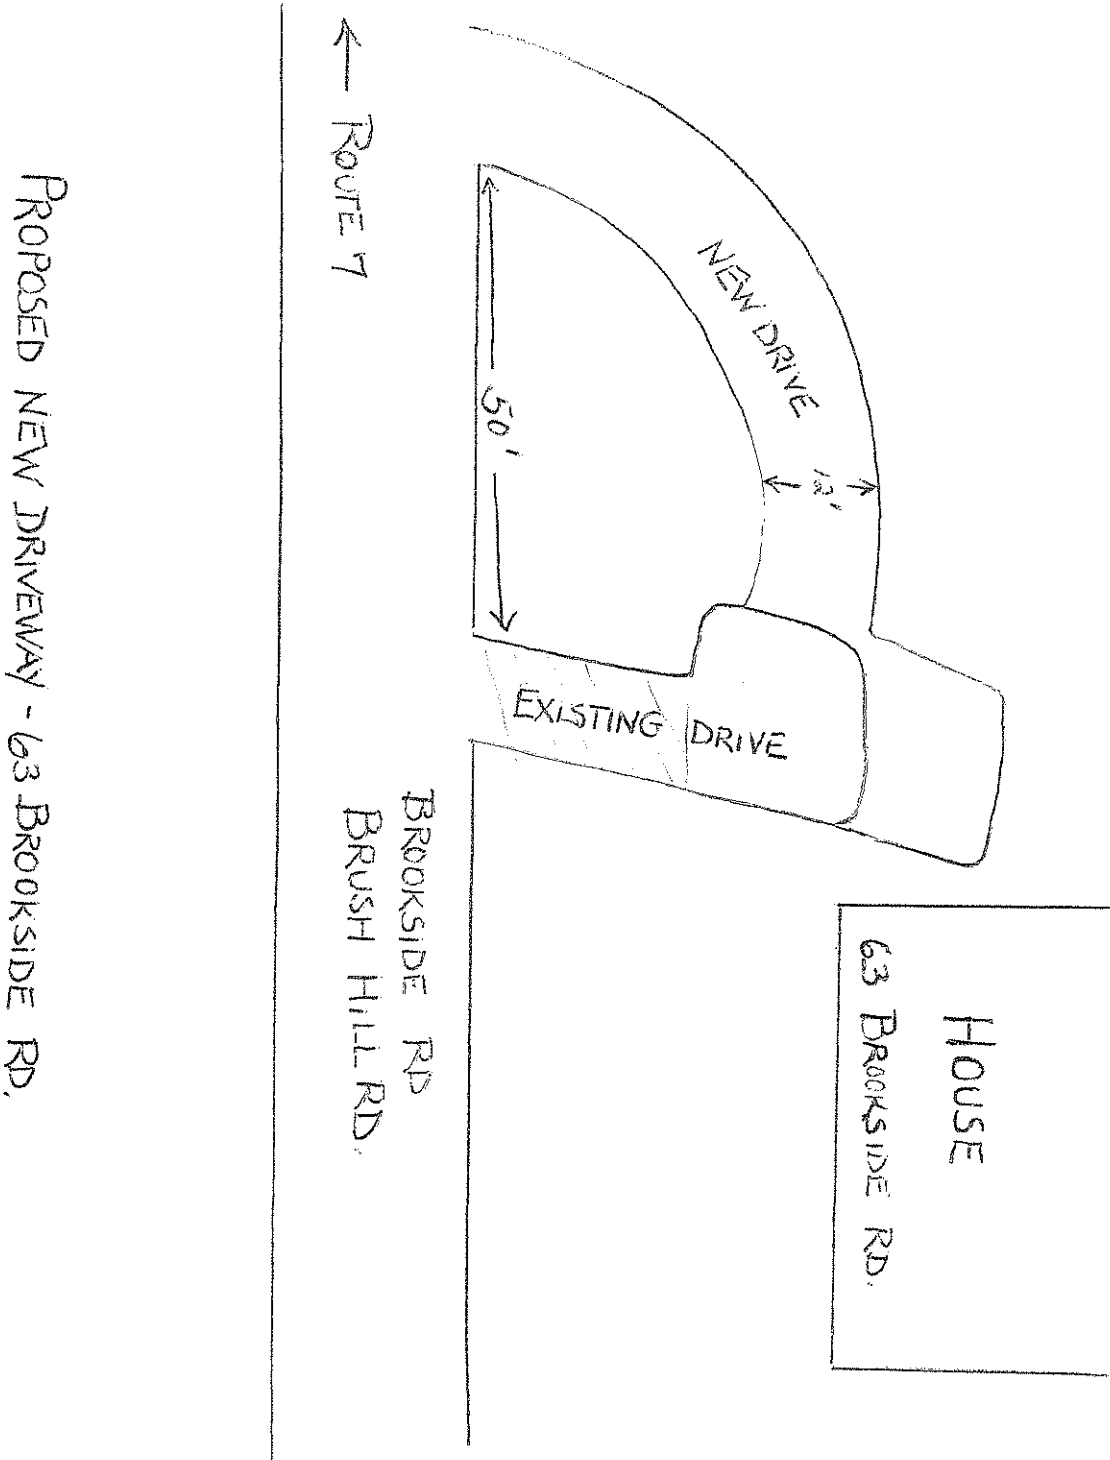 HOUSE
63 BROOKSIDE RD.
NEW DRIVE
12'
EXISTING DRIVE
50'
BROOKSIDE RD
BRUSH HILL RD.
← ROUTE 7
PROPOSED NEW DRIVEWAY - 63 BROOKSIDE RD.